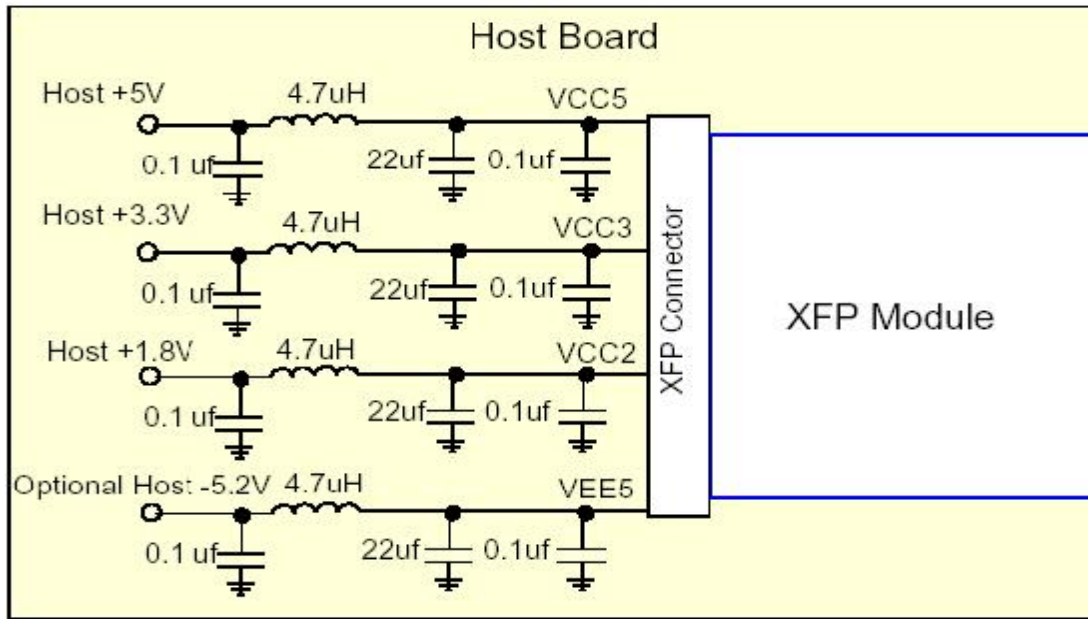 Host Board
Host +5V
4.7uH
VCC5
0.1 uf
22uf
0.1uf
Host +3.3V
4.7uH
VCC3
0.1 uf
22uf
0.1uf
Host +1.8V
4.7uH
VCC2
0.1 uf
22uf
0.1uf
Optional Host -5.2V
4.7uH
VEE5
0.1 uf
22uf
0.1uf
XFP Connector
XFP Module